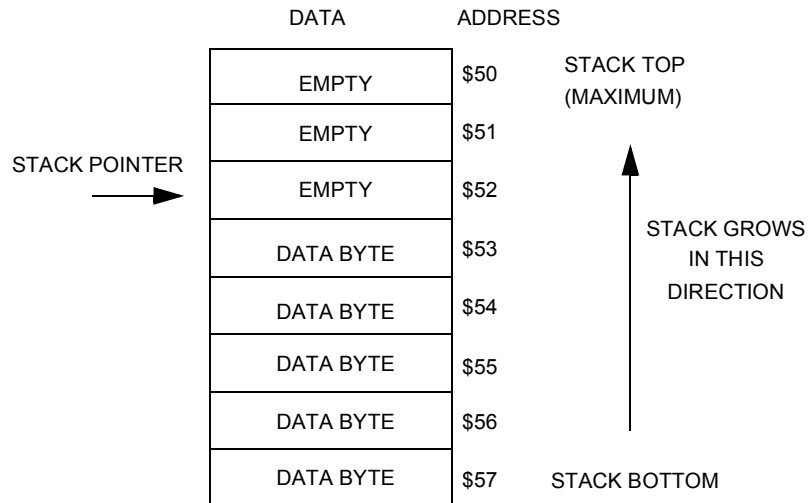 DATA ADDRESS
EMPTY $50 STACK TOP
(MAXIMUM)
EMPTY $51
STACK POINTER
EMPTY $52
DATA BYTE $53
STACK GROWS
IN THIS
DIRECTION
DATA BYTE $54
DATA BYTE $55
DATA BYTE $56
DATA BYTE $57 STACK BOTTOM